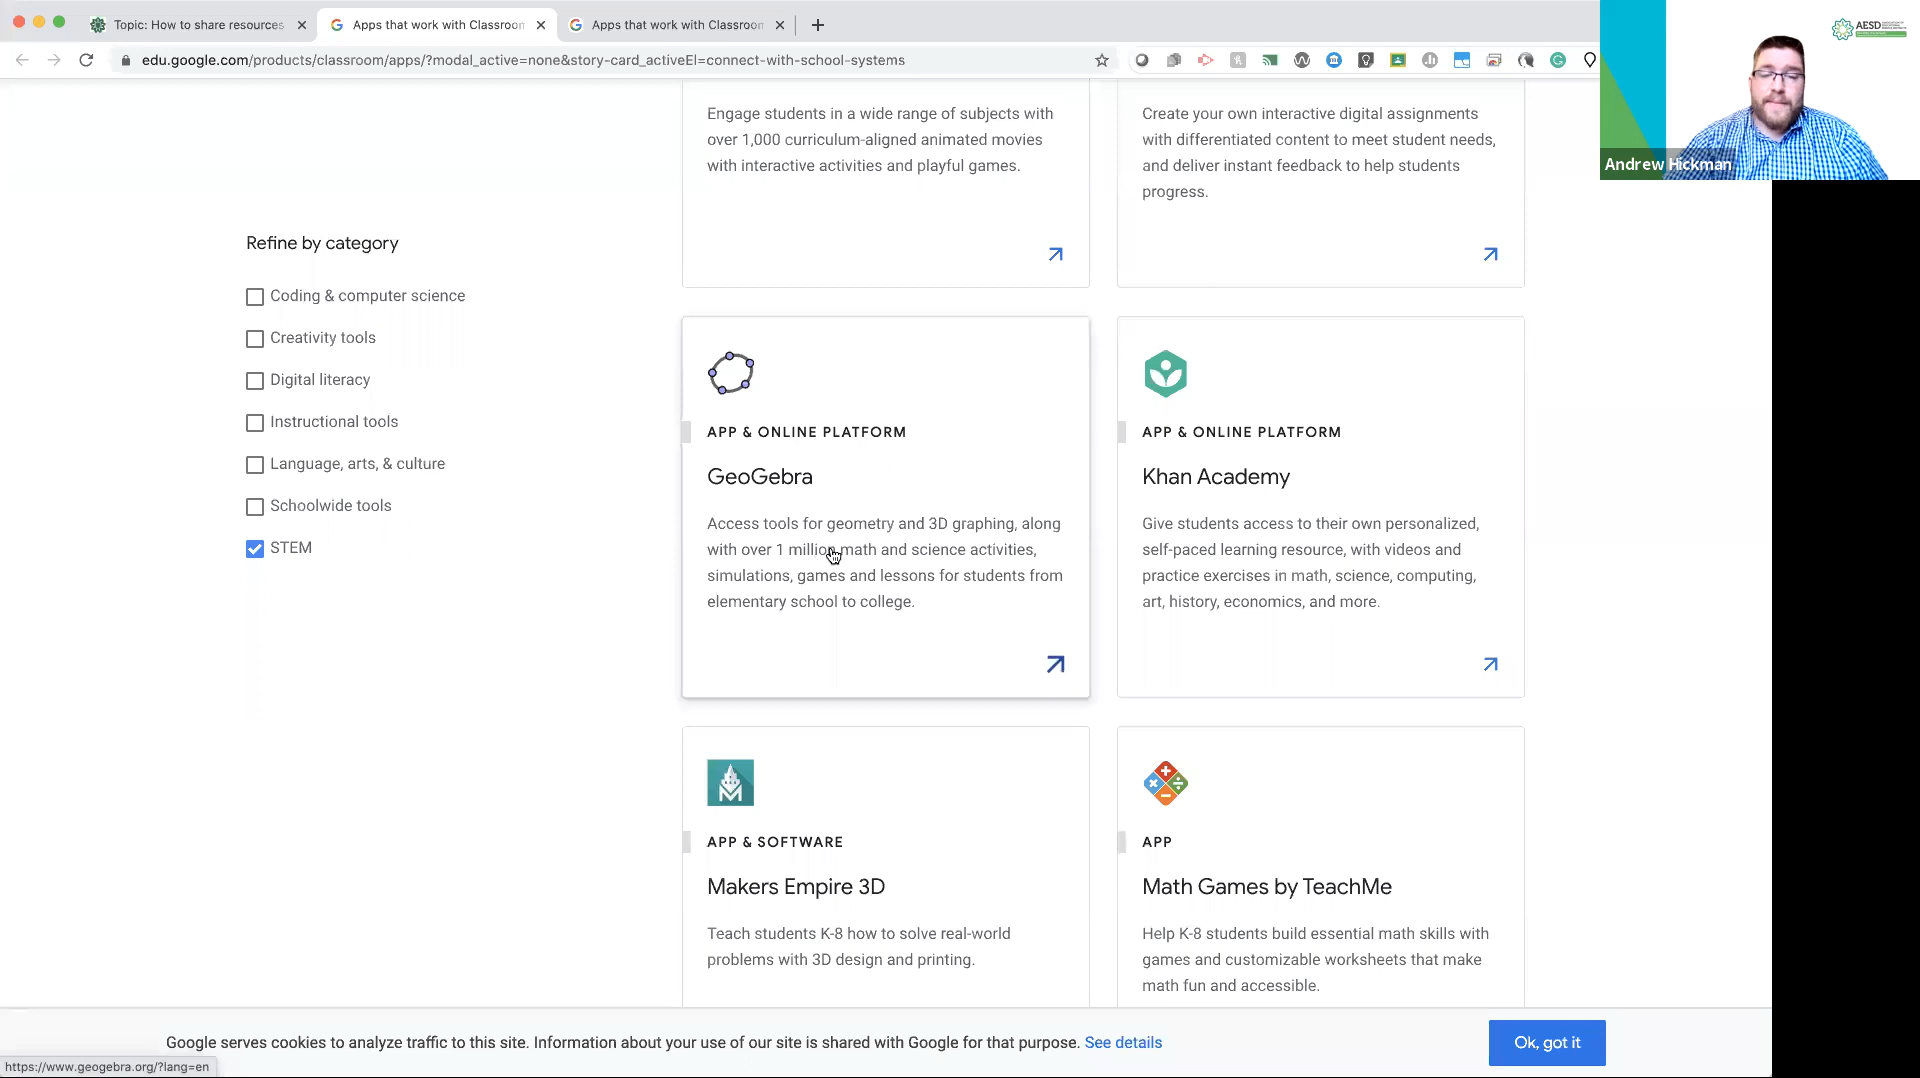 Topic: How to share resources
Apps that work with Classroom
Apps that work with Classroom
edu.google.com/products/classroom/apps/?modal_active=none&story-card_activeEl=connect-with-school-systems
AESD
Andrew Hickman
Engage students in a wide range of subjects with
over 1,000 curriculum-aligned animated movies
with interactive activities and playful games.
Create your own interactive digital assignments
with differentiated content to meet student needs,
and deliver instant feedback to help students
progress.
Refine by category
Coding & computer science
Creativity tools
Digital literacy
Instructional tools
Language, arts, & culture
Schoolwide tools
STEM
APP & ONLINE PLATFORM
GeoGebra
Access tools for geometry and 3D graphing, along
with over 1 million math and science activities,
simulations, games and lessons for students from
elementary school to college.
APP & ONLINE PLATFORM
Khan Academy
Give students access to their own personalized,
self-paced learning resource, with videos and
practice exercises in math, science, computing,
art, history, economics, and more.
APP & SOFTWARE
Makers Empire 3D
Teach students K-8 how to solve real-world
problems with 3D design and printing.
APP
Math Games by TeachMe
Help K-8 students build essential math skills with
games and customizable worksheets that make
math fun and accessible.
Google serves cookies to analyze traffic to this site. Information about your use of our site is shared with Google for that purpose. See details
Ok, got it
https://www.geogebra.org/?lang=en